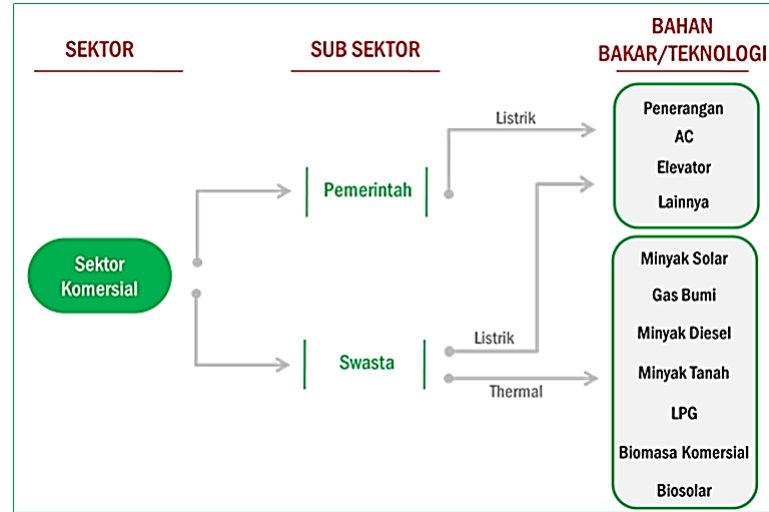 SEKTOR
SUB SEKTOR
BAHAN
BAKAR/TEKNOLOGI
Sektor
Komersial
Pemerintah
Swasta
Listrik
Listrik
Thermal
Penerangan
AC
Elevator
Lainnya
Minyak Solar
Gas Bumi
Minyak Diesel
Minyak Tanah
LPG
Biomasa Komersial
Biosolar